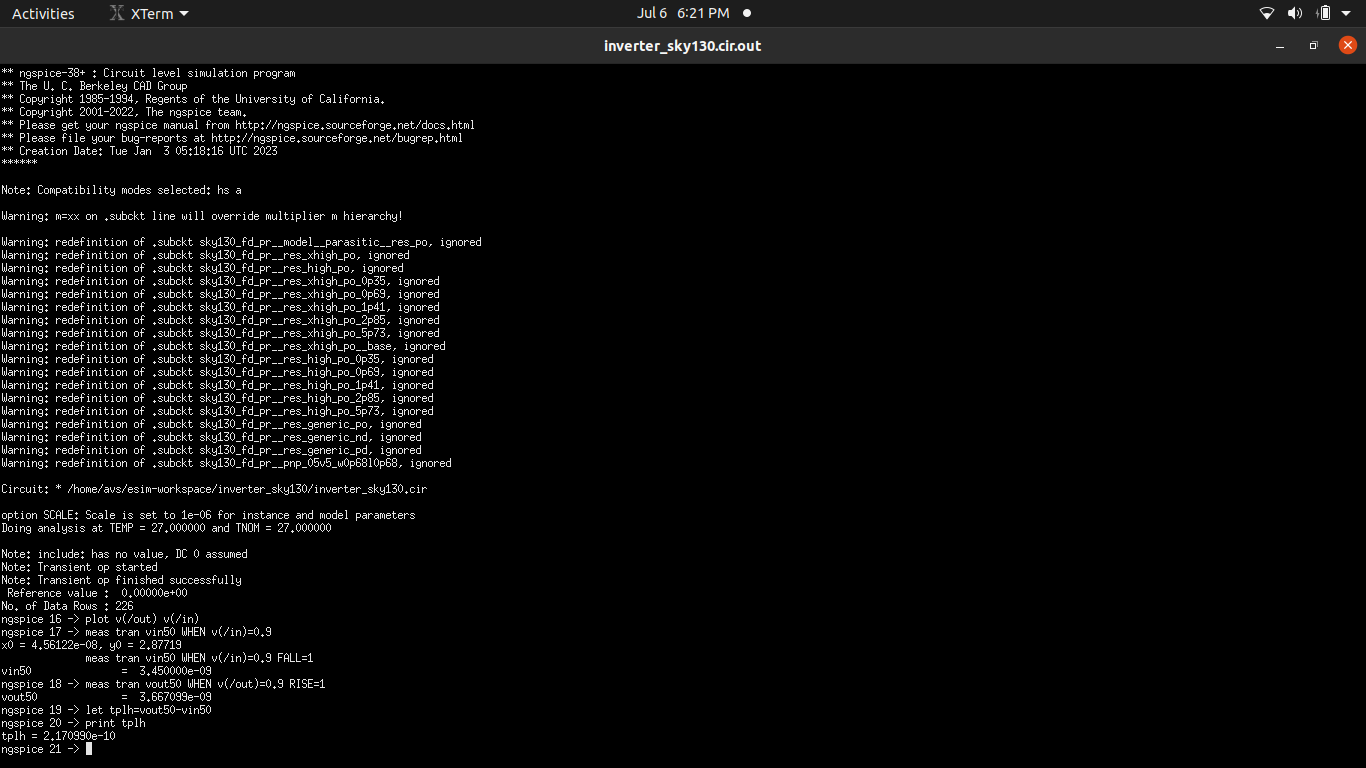 Activities XTerm Jul 6 6:21 PM
inverter_sky130.cir.out
** ngspice-38+ : Circuit level simulation program
** The U. C. Berkeley CAD Group
** Copyright 1985-1994, Regents of the University of California.
** Copyright 2001-2022, The ngspice team.
** Please get your ngspice manual from http://ngspice.sourceforge.net/docs.html
** Please file your bug-reports at http://ngspice.sourceforge.net/bugrep.html
** Creation Date: Tue Jan  3 05:18:16 UTC 2023
******
Note: Compatibility modes selected: hs a
Warning: m=xx on .subckt line will override multiplier m hierarchy!
Warning: redefinition of .subckt sky130_fd_pr__model__parasitic__res_po, ignored
Warning: redefinition of .subckt sky130_fd_pr__res_xhigh_po, ignored
Warning: redefinition of .subckt sky130_fd_pr__res_high_po, ignored
Warning: redefinition of .subckt sky130_fd_pr__res_xhigh_po_0p35, ignored
Warning: redefinition of .subckt sky130_fd_pr__res_xhigh_po_0p69, ignored
Warning: redefinition of .subckt sky130_fd_pr__res_xhigh_po_1p41, ignored
Warning: redefinition of .subckt sky130_fd_pr__res_xhigh_po_2p85, ignored
Warning: redefinition of .subckt sky130_fd_pr__res_xhigh_po_5p73, ignored
Warning: redefinition of .subckt sky130_fd_pr__res_xhigh_po__base, ignored
Warning: redefinition of .subckt sky130_fd_pr__res_high_po_0p35, ignored
Warning: redefinition of .subckt sky130_fd_pr__res_high_po_0p69, ignored
Warning: redefinition of .subckt sky130_fd_pr__res_high_po_1p41, ignored
Warning: redefinition of .subckt sky130_fd_pr__res_high_po_2p85, ignored
Warning: redefinition of .subckt sky130_fd_pr__res_high_po_5p73, ignored
Warning: redefinition of .subckt sky130_fd_pr__res_generic_po, ignored
Warning: redefinition of .subckt sky130_fd_pr__res_generic_nd, ignored
Warning: redefinition of .subckt sky130_fd_pr__res_generic_pd, ignored
Warning: redefinition of .subckt sky130_fd_pr__pnp_05v5_w0p68l0p68, ignored
Circuit: * /home/avs/esim-workspace/inverter_sky130/inverter_sky130.cir
option SCALE: Scale is set to 1e-06 for instance and model parameters
Doing analysis at TEMP = 27.000000 and TNOM = 27.000000
Note: include: has no value, DC 0 assumed
Note: Transient op started
Note: Transient op finished successfully
Reference value :  0.00000e+00
No. of Data Rows : 226
ngspice 16 -> plot v(/out) v(/in)
ngspice 17 -> meas tran vin50 WHEN v(/in)=0.9
x0 = 4.56122e-08, y0 = 2.87719
meas tran vin50 WHEN v(/in)=0.9 FALL=1
vin50               =  3.450000e-09
ngspice 18 -> meas tran vout50 WHEN v(/out)=0.9 RISE=1
vout50              =  3.667099e-09
ngspice 19 -> let tplh=vout50-vin50
ngspice 20 -> print tplh
tplh = 2.170990e-10
ngspice 21 ->